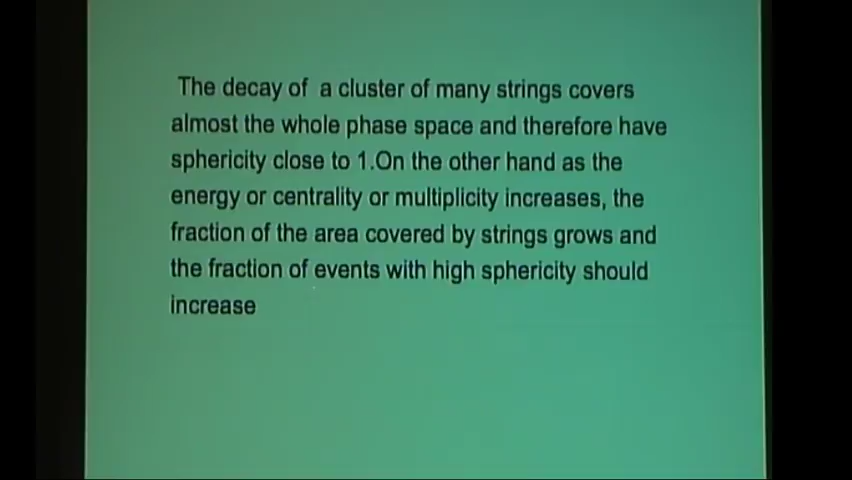 The decay of a cluster of many strings covers
almost the whole phase space and therefore have
sphericity close to 1.On the other hand as the
energy or centrality or multiplicity increases, the
fraction of the area covered by strings grows and
the fraction of events with high sphericity should
increase